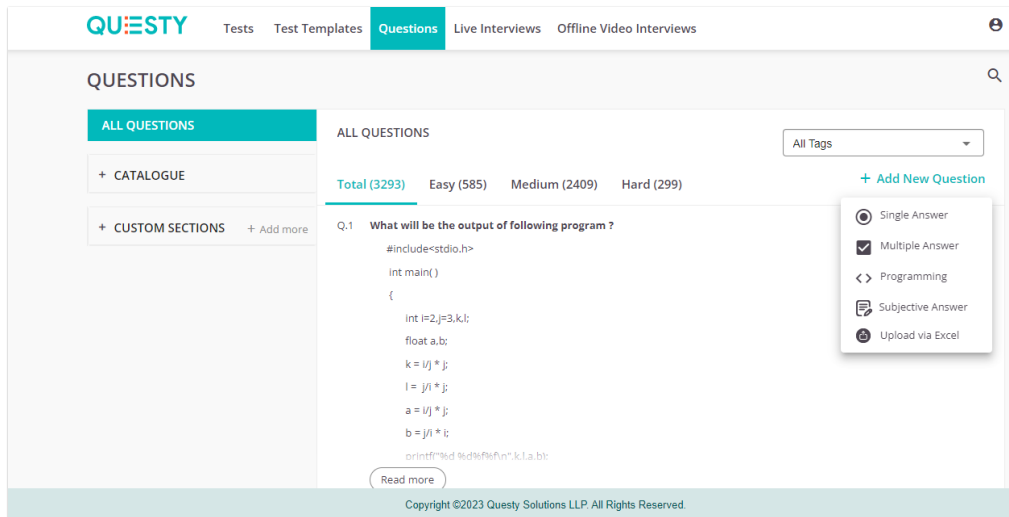 QUESTY Tests Test Templates Questions Live Interviews Offline Video Interviews
QUESTIONS
ALL QUESTIONS
+ CATALOGUE
+ CUSTOM SECTIONS + Add more
ALL QUESTIONS
All Tags
Total (3293) Easy (585) Medium (2409) Hard (299)
+ Add New Question
Single Answer
Multiple Answer
Programming
Subjective Answer
Upload via Excel
Q.1 What will be the output of following program ?
#include<stdio.h>
int main( )
{
int i=2,j=3,k,l;
float a,b;
k = i/j * j;
l = j/i * j;
a = i/j * j;
b = j/i * i;
printf("%d %d%f%f\n",k,l,a,b);
Read more
Copyright ©2023 Questy Solutions LLP. All Rights Reserved.